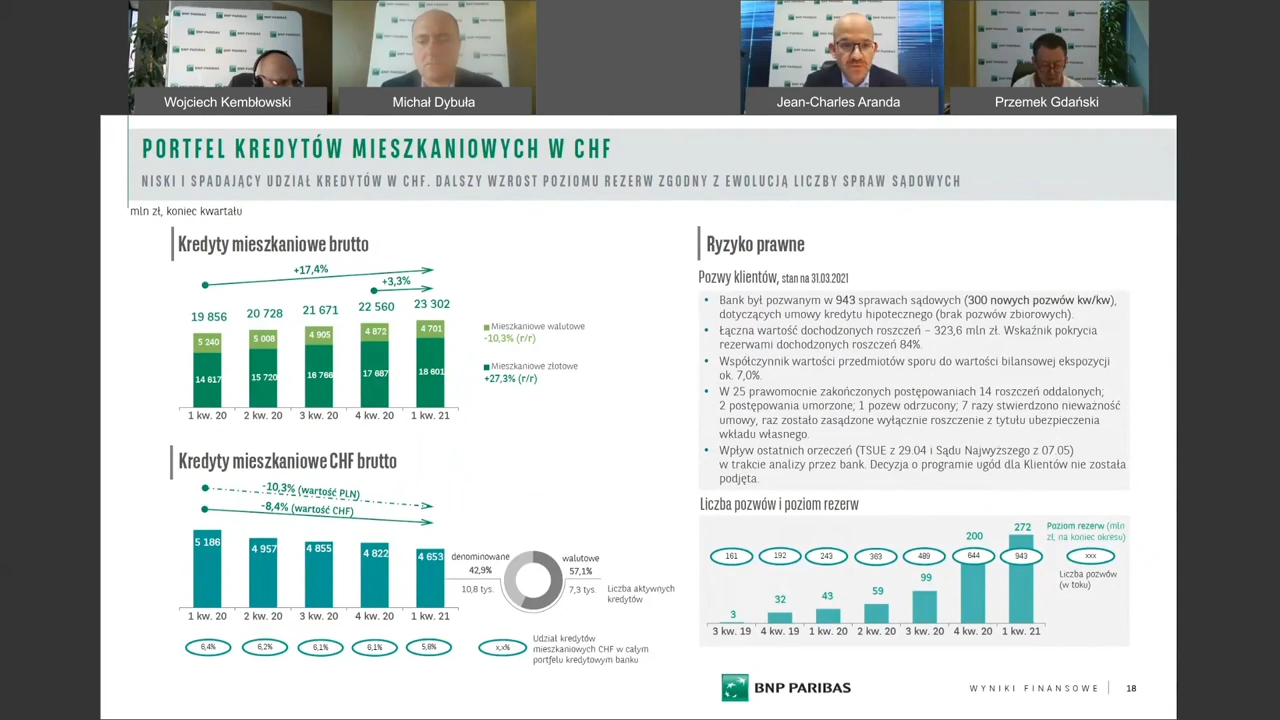 Wojciech Kembłowski
Michał Dybuła
Jean-Charles Aranda
Przemek Gdański
PORTFEL KREDYTÓW MIESZKANIOWYCH W CHF
NISKI I SPADAJĄCY UDZIAŁ KREDYTÓW W CHF. DALSZY WZROST POZIOMU REZERW ZGODNY Z EWOLUCJĄ LICZBY SPRAW SĄDOWYCH
mln zł, koniec kwartału
Kredyty mieszkaniowe brutto
+17,4%
+3,3%
19 856 20 728 21 671 22 560 23 302
5 240 5 008 4 905 4 872 4 701
14 617 15 720 16 766 17 687 18 601
1 kw. 20 2 kw. 20 3 kw. 20 4 kw. 20 1 kw. 21
Mieszkaniowe walutowe
-10,3% (r/r)
Mieszkaniowe złotowe
+27,3% (r/r)
Kredyty mieszkaniowe CHF brutto
-10,3% (wartość PLN)
-8,4% (wartość CHF)
5 186 4 957 4 855 4 822 4 653
1 kw. 20 2 kw. 20 3 kw. 20 4 kw. 20 1 kw. 21
6,4% 6,2% 6,1% 6,1% 5,8%
denominowane
42,9%
10,8 tys.
walutowe
57,1%
7,3 tys.
Liczba aktywnych
kredytów
x,x%
Udział kredytów
mieszkaniowych CHF w całym
portfelu kredytowym banku
Ryzyko prawne
Pozwy klientów, stan na 31.03.2021
• Bank był pozwanym w 943 sprawach sądowych (300 nowych pozwów kw/kw),
dotyczących umowy kredytu hipotecznego (brak pozwów zbiorowych).
• Łączna wartość dochodzonych roszczeń – 323,6 mln zł. Wskaźnik pokrycia
rezerwami dochodzonych roszczeń 84%.
• Współczynnik wartości przedmiotów sporu do wartości bilansowej ekspozycji
ok. 7,0%.
• W 25 prawomocnie zakończonych postępowaniach 14 roszczeń oddalonych;
2 postępowania umorzone; 1 pozew odrzucony; 7 razy stwierdzono nieważność
umowy, raz zostało zasądzone wyłącznie roszczenie z tytułu ubezpieczenia
wkładu własnego.
• Wpływ ostatnich orzeczeń (TSUE z 29.04 i Sądu Najwyższego z 07.05)
w trakcie analizy przez bank. Decyzja o programie ugód dla Klientów nie została
podjęta.
Liczba pozwów i poziom rezerw
161 192 243 363 489 644 943
3 32 43 59 99 200 272
3 kw. 19 4 kw. 19 1 kw. 20 2 kw. 20 3 kw. 20 4 kw. 20 1 kw. 21
Poziom rezerw (mln
zł, na koniec okresu)
xxx
Liczba pozwów
(w toku)
BNP PARIBAS
WYNIKI FINANSOWE 18